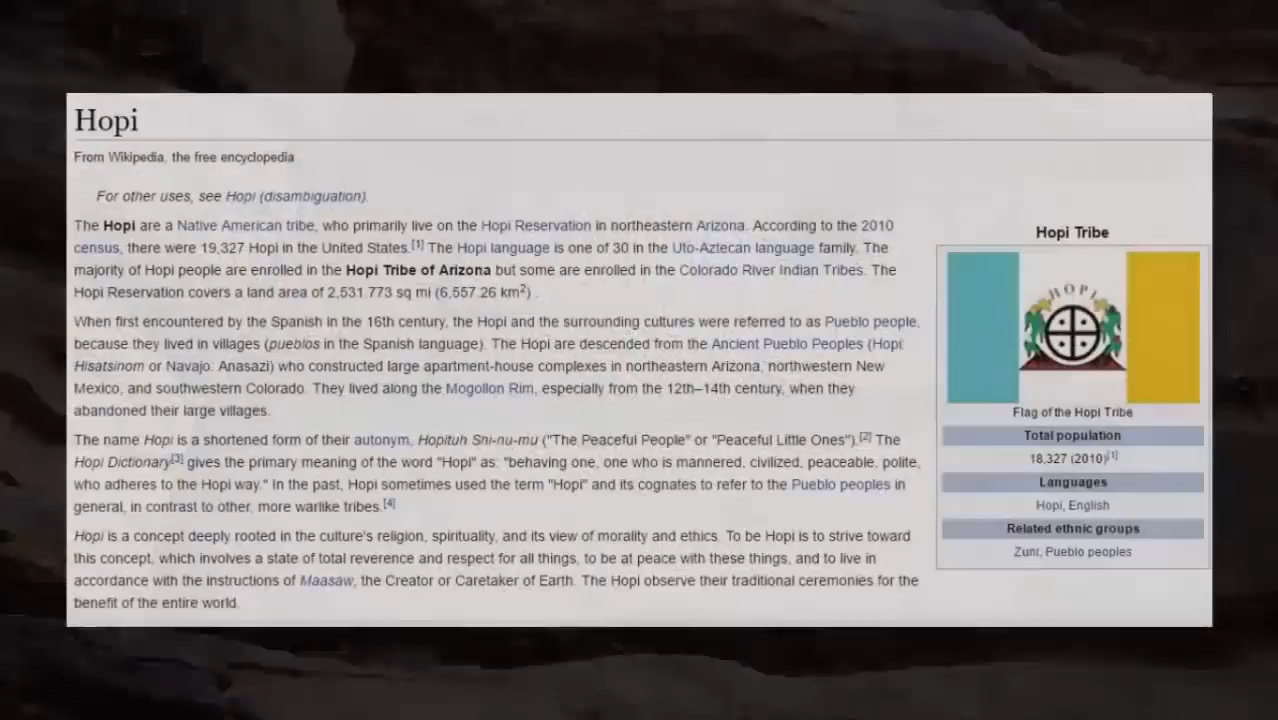 Hopi
From Wikipedia, the free encyclopedia
For other uses, see Hopi (disambiguation).
The Hopi are a Native American tribe, who primarily live on the Hopi Reservation in northeastern Arizona. According to the 2010
census, there were 19,327 Hopi in the United States.[1] The Hopi language is one of 30 in the Uto-Aztecan language family. The
majority of Hopi people are enrolled in the Hopi Tribe of Arizona but some are enrolled in the Colorado River Indian Tribes. The
Hopi Reservation covers a land area of 2,531.773 sq mi (6,557.26 km2) .
When first encountered by the Spanish in the 16th century, the Hopi and the surrounding cultures were referred to as Pueblo people,
because they lived in villages (pueblos in the Spanish language). The Hopi are descended from the Ancient Pueblo Peoples (Hopi:
Hisatsinom or Navajo: Anasazi) who constructed large apartment-house complexes in northeastern Arizona, northwestern New
Mexico, and southwestern Colorado. They lived along the Mogollon Rim, especially from the 12th–14th century, when they
abandoned their large villages.
The name Hopi is a shortened form of their autonym, Hopituh Shi-nu-mu ("The Peaceful People" or "Peaceful Little Ones").[2] The
Hopi Dictionary[3] gives the primary meaning of the word "Hopi" as: "behaving one, one who is mannered, civilized, peaceable, polite,
who adheres to the Hopi way." In the past, Hopi sometimes used the term "Hopi" and its cognates to refer to the Pueblo peoples in
general, in contrast to other, more warlike tribes.[4]
Hopi is a concept deeply rooted in the culture's religion, spirituality, and its view of morality and ethics. To be Hopi is to strive toward
this concept, which involves a state of total reverence and respect for all things, to be at peace with these things, and to live in
accordance with the instructions of Maasaw, the Creator or Caretaker of Earth. The Hopi observe their traditional ceremonies for the
benefit of the entire world.
Hopi Tribe
HOPI
Flag of the Hopi Tribe
Total population
18,327 (2010)[1]
Languages
Hopi, English
Related ethnic groups
Zuni, Pueblo peoples